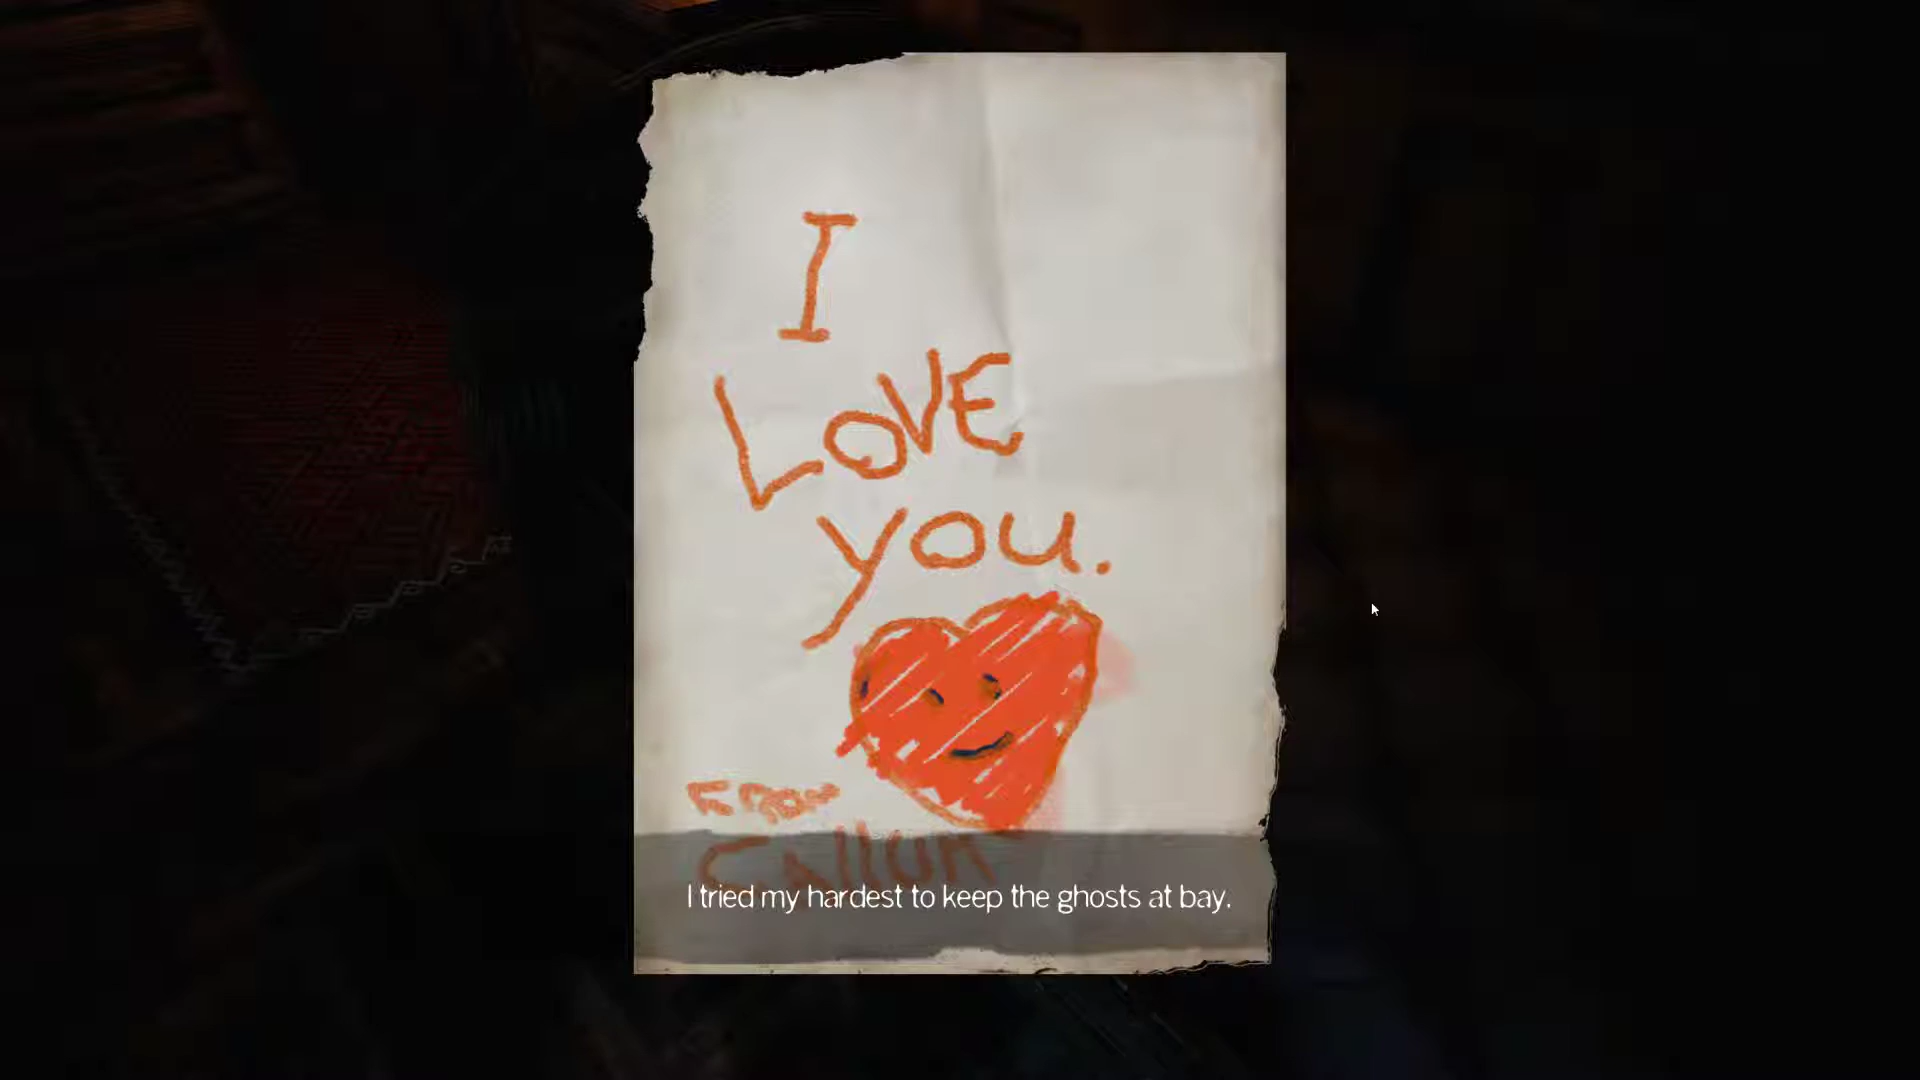 I
LOVE
you.
FROM
CAllUM
I tried my hardest to keep the ghosts at bay.